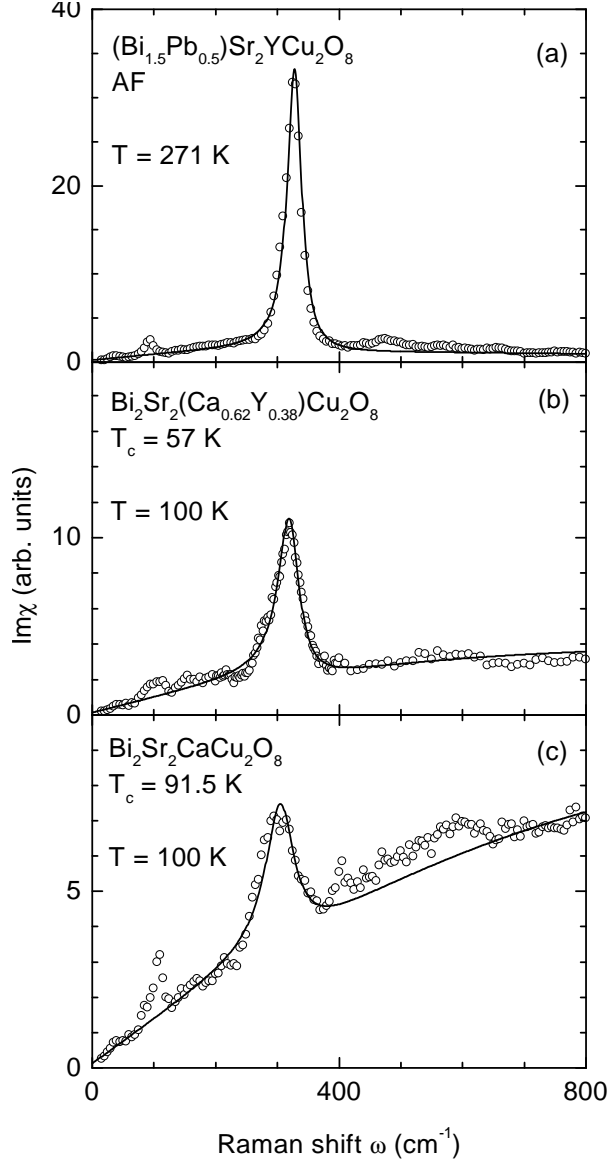 40
(Bi1.5Pb0.5)Sr2YCu2O8 (a)
AF
T = 271 K
20
0
Bi2Sr2(Ca0.62Y0.38)Cu2O8 (b)
Tc = 57 K
T = 100 K
10
0
Imχ (arb. units)
Bi2Sr2CaCu2O8 (c)
Tc = 91.5 K
T = 100 K
5
0
0 400 800
Raman shift ω (cm-1)